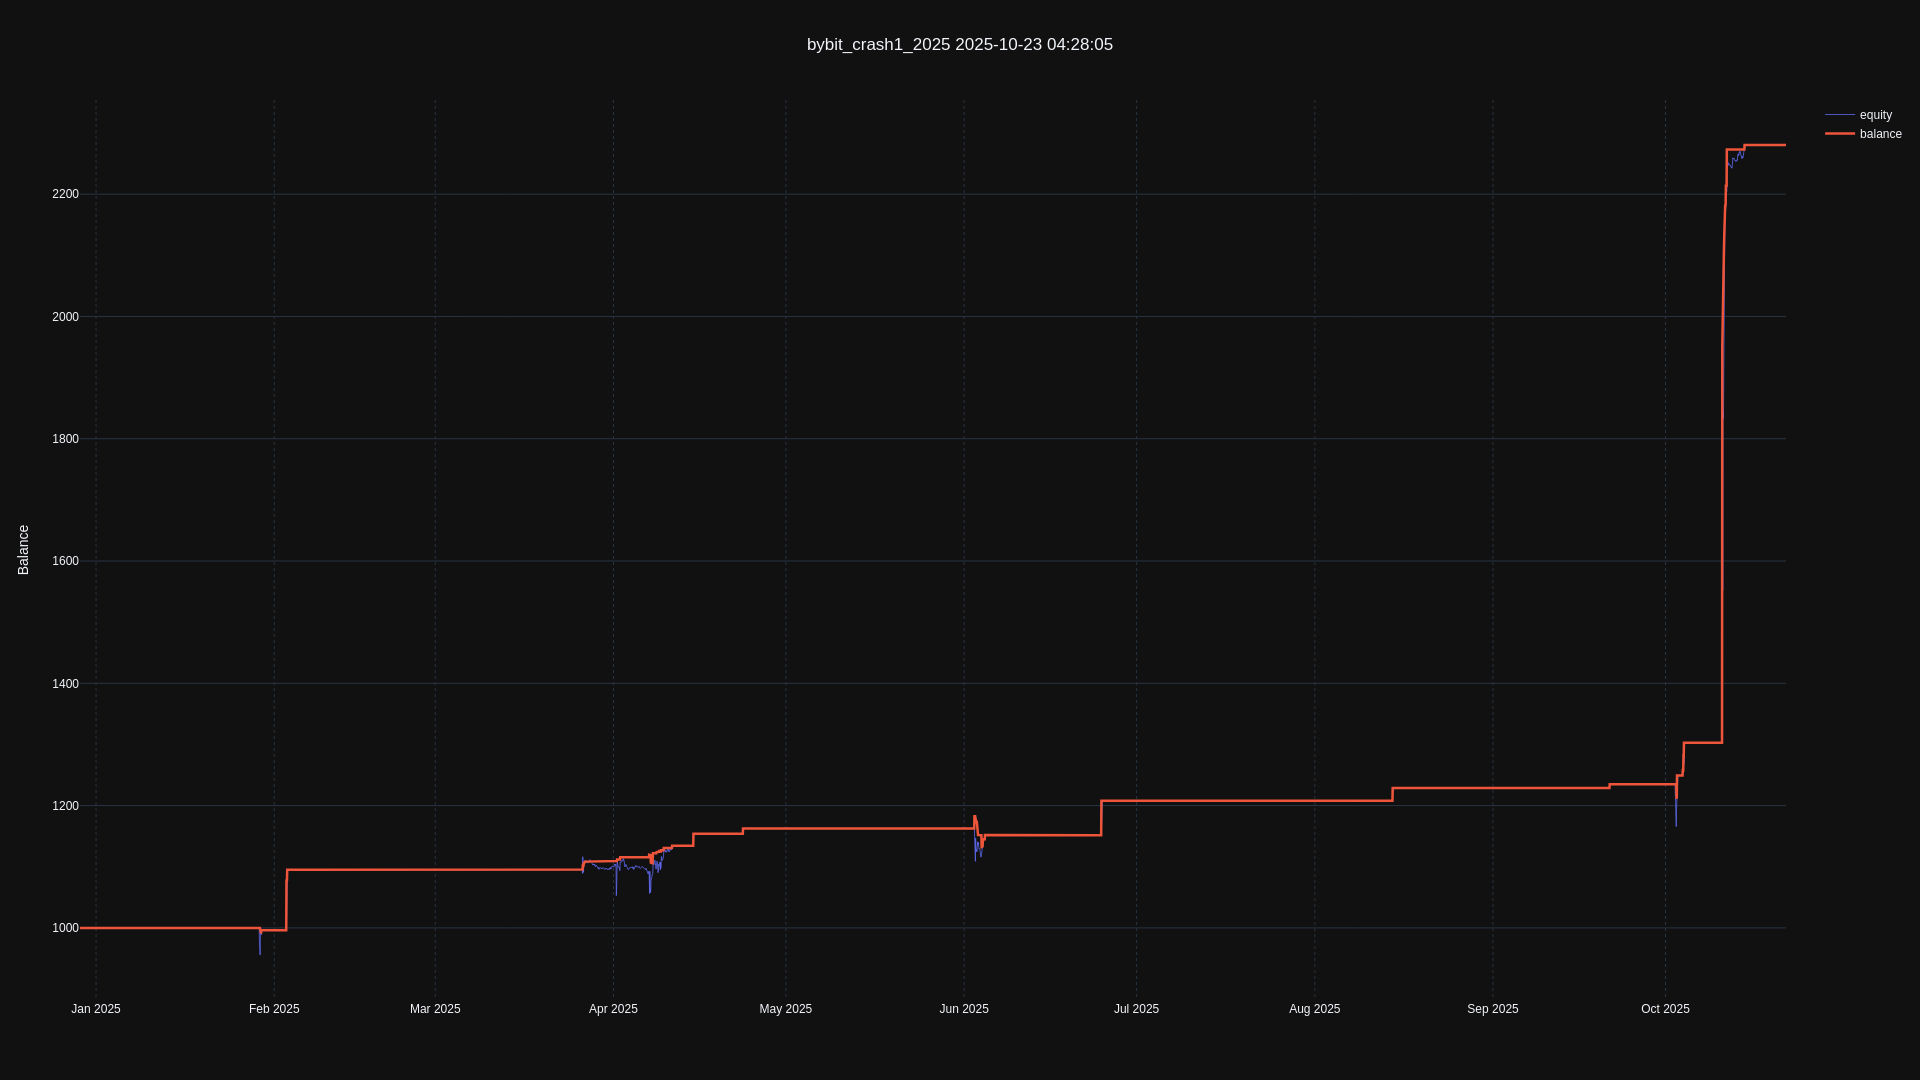 bybit_crash1_2025 2025-10-23 04:28:05
equity
balance
2200
2000
1800
1600
1400
1200
1000
Balance
Jan 2025
Feb 2025
Mar 2025
Apr 2025
May 2025
Jun 2025
Jul 2025
Aug 2025
Sep 2025
Oct 2025